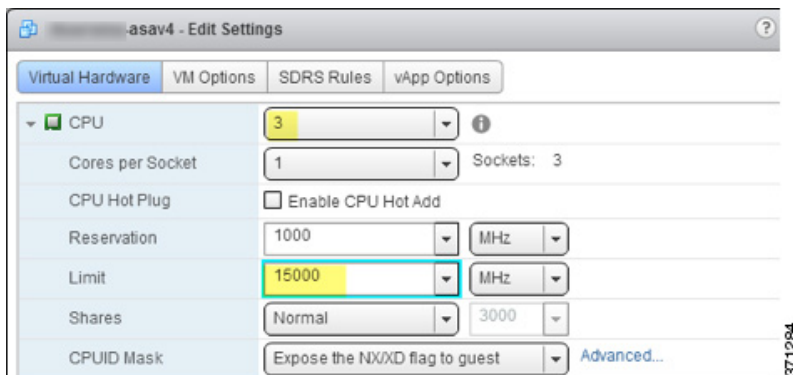 asav4 - Edit Settings ?
Virtual Hardware VM Options SDRS Rules vApp Options
CPU 3
Cores per Socket 1 Sockets: 3
CPU Hot Plug Enable CPU Hot Add
Reservation 1000 MHz
Limit 15000 MHz
Shares Normal 3000
CPUID Mask Expose the NX/XD flag to guest Advanced...
371284